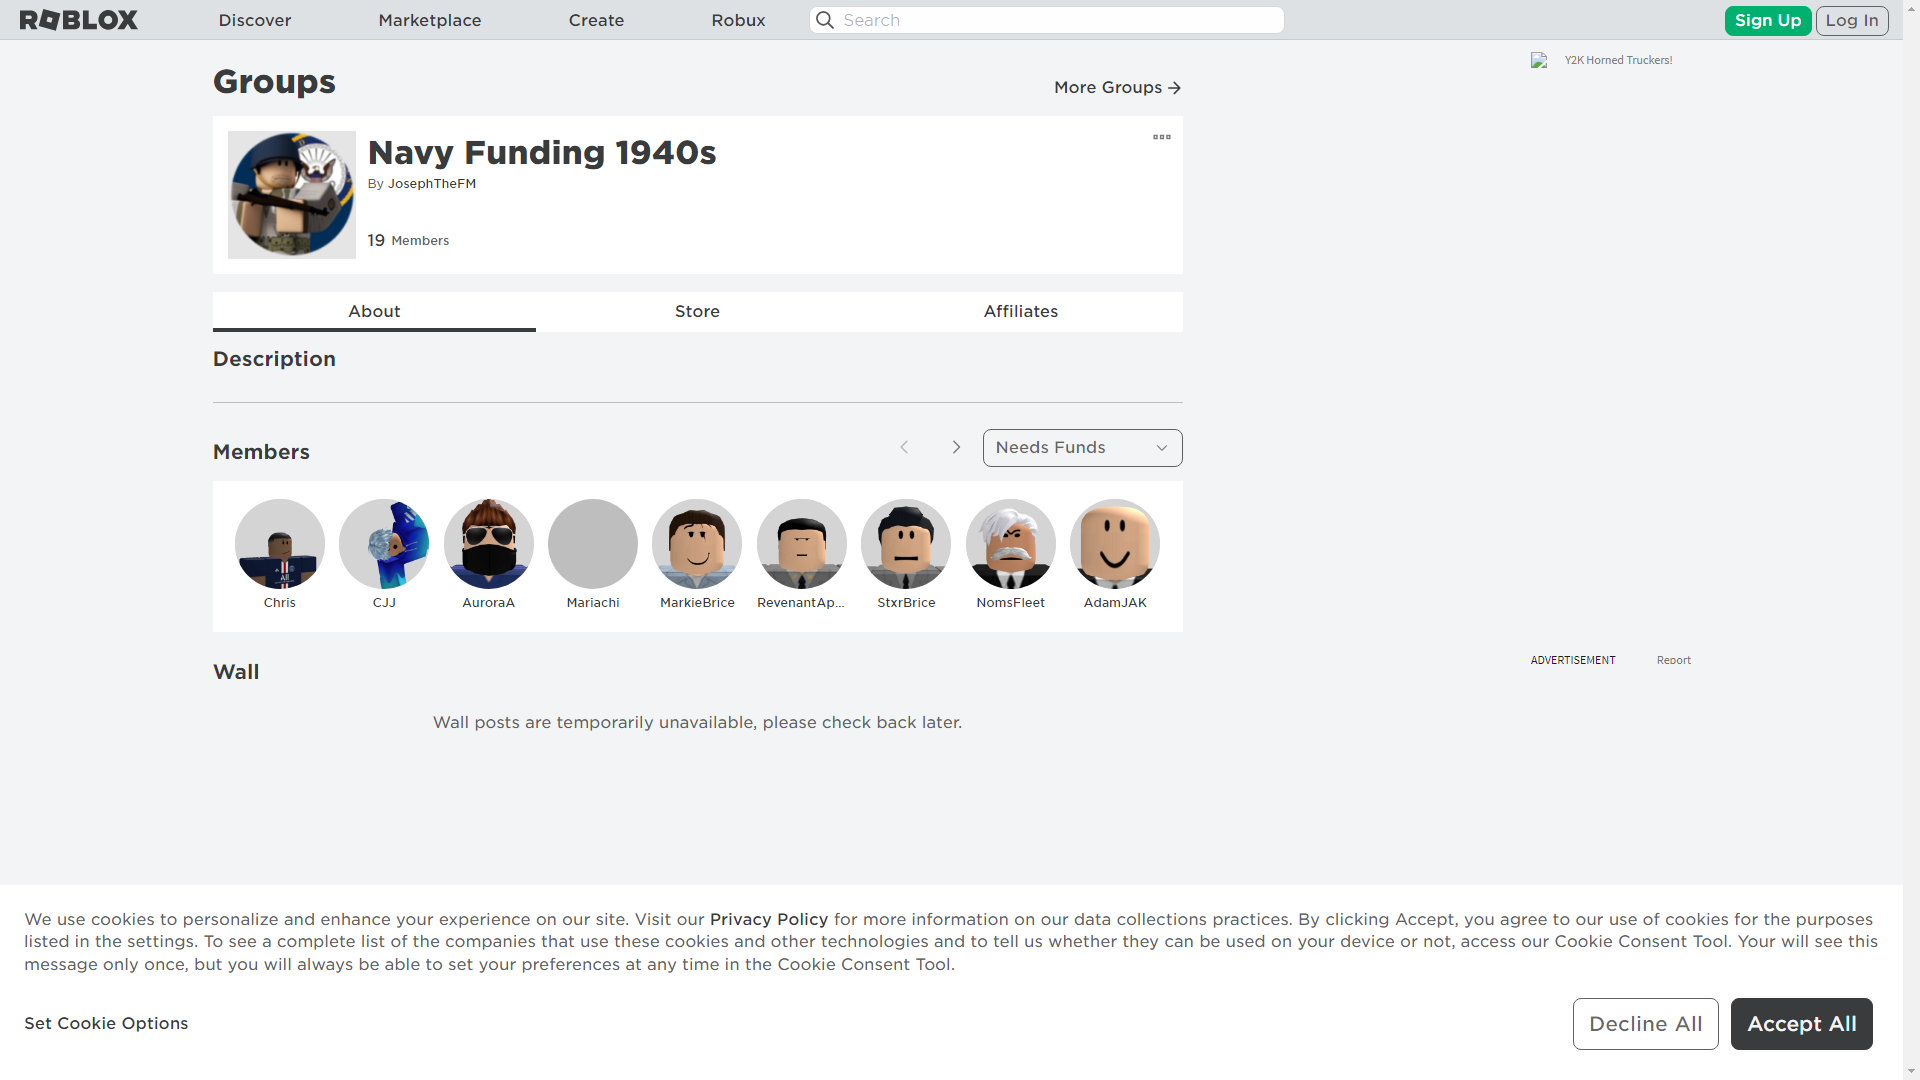 ROBLOX
Discover
Marketplace
Create
Robux
Search
Sign Up
Log In
Y2K Horned Truckers!
Groups
More Groups
Navy Funding 1940s
By JosephTheFM
19 Members
About
Store
Affiliates
Description
Members
Needs Funds
Chris
CJJ
AuroraA
Mariachi
MarkieBrice
RevenantAp...
StxrBrice
NomsFleet
AdamJAK
ADVERTISEMENT
Report
Wall
Wall posts are temporarily unavailable, please check back later.
We use cookies to personalize and enhance your experience on our site. Visit our Privacy Policy for more information on our data collections practices. By clicking Accept, you agree to our use of cookies for the purposes
listed in the settings. To see a complete list of the companies that use these cookies and other technologies and to tell us whether they can be used on your device or not, access our Cookie Consent Tool. Your will see this
message only once, but you will always be able to set your preferences at any time in the Cookie Consent Tool.
Set Cookie Options
Decline All
Accept All